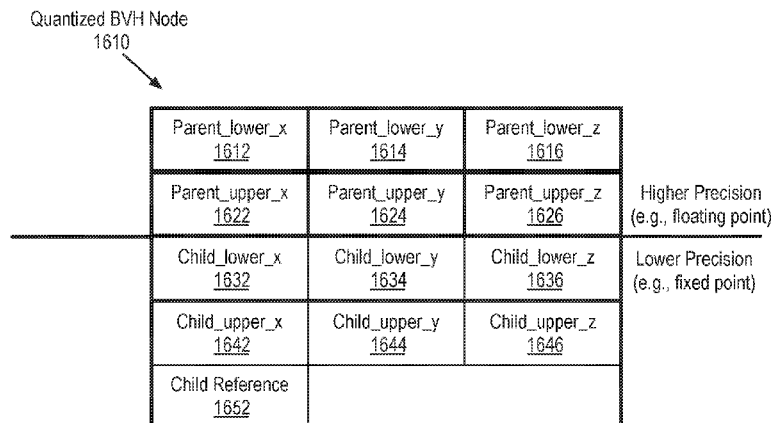 Quantized BVH Node
1610
Parent_lower_x
1612
Parent_lower_y
1614
Parent_lower_z
1616
Parent_upper_x
1622
Parent_upper_y
1624
Parent_upper_z
1626
Higher Precision
(e.g., floating point)
Child_lower_x
1632
Child_lower_y
1634
Child_lower_z
1636
Lower Precision
(e.g., fixed point)
Child_upper_x
1642
Child_upper_y
1644
Child_upper_z
1646
Child Reference
1652